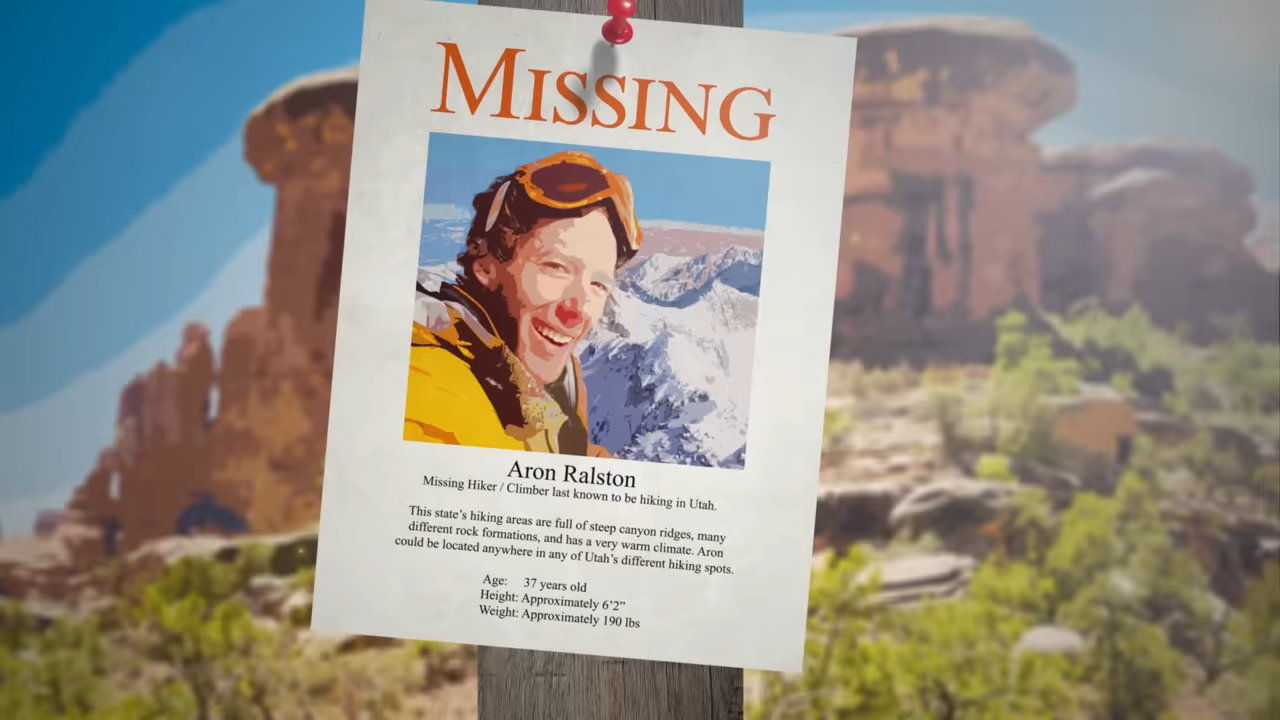 MISSING
Aron Ralston
Missing Hiker / Climber last known to be hiking in Utah.
This state's hiking areas are full of steep canyon ridges, many
different rock formations, and has a very warm climate. Aron
could be located anywhere in any of Utah's different hiking spots.
Age: 37 years old
Height: Approximately 6'2”
Weight: Approximately 190 lbs